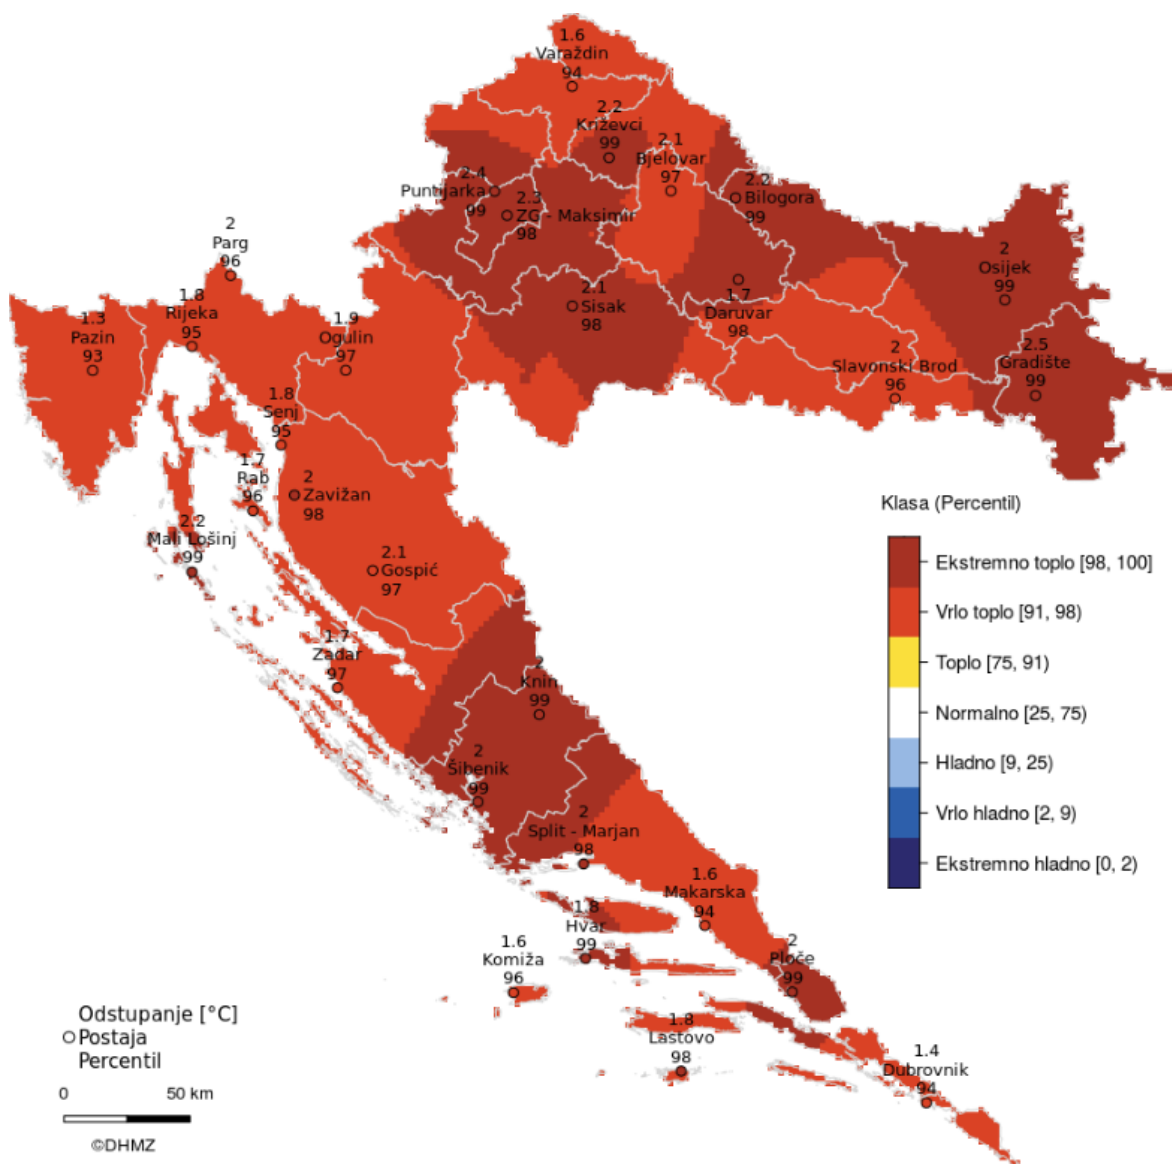 1.6
Varaždin
94
2.2
Križevci
99
2.1
Bjelovar
97
2.4
Puntijarka
99
2.3
ZG - Maksimir
98
2.2
Bilogora
99
2
Parg
96
2
Osijek
99
1.8
Rijeka
95
1.3
Pazin
93
1.9
Ogulin
97
2.1
Sisak
98
1.7
Daruvar
98
2
Slavonski Brod
96
2.5
Gradište
99
1.8
Senj
95
1.7
Rab
96
2
Zavižan
98
2.2
Mali Lošinj
99
2.1
Gospić
97
1.7
Zadar
97
2
Knin
99
2
Šibenik
99
2
Split - Marjan
98
1.6
Makarska
94
1.8
Hvar
99
1.6
Komiža
96
2
Ploče
99
1.8
Lastovo
98
1.4
Dubrovnik
94
Klasa (Percentil)
Ekstremno toplo [98, 100]
Vrlo toplo [91, 98)
Toplo [75, 91)
Normalno [25, 75)
Hladno [9, 25)
Vrlo hladno [2, 9)
Ekstremno hladno [0, 2)
Odstupanje [°C]
Postaja
Percentil
0 50 km
©DHMZ